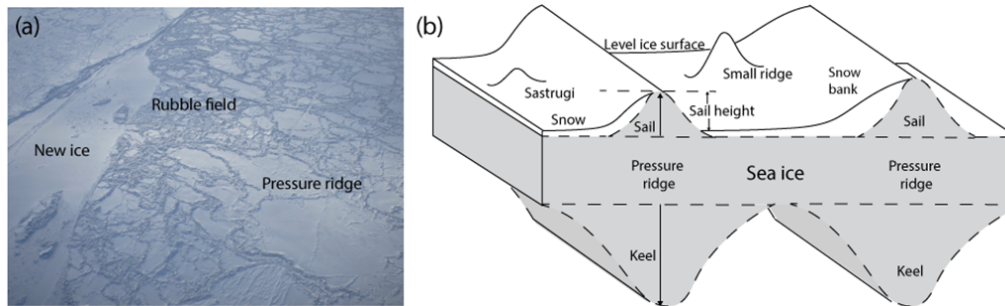 (a)
Rubble field
New ice
Pressure ridge
(b)
Level ice surface
Small ridge
Snow
bank
Sastrugi
Sail height
Snow
Sail
Sail
Pressure
ridge
Sea ice
Pressure
ridge
Keel
Keel